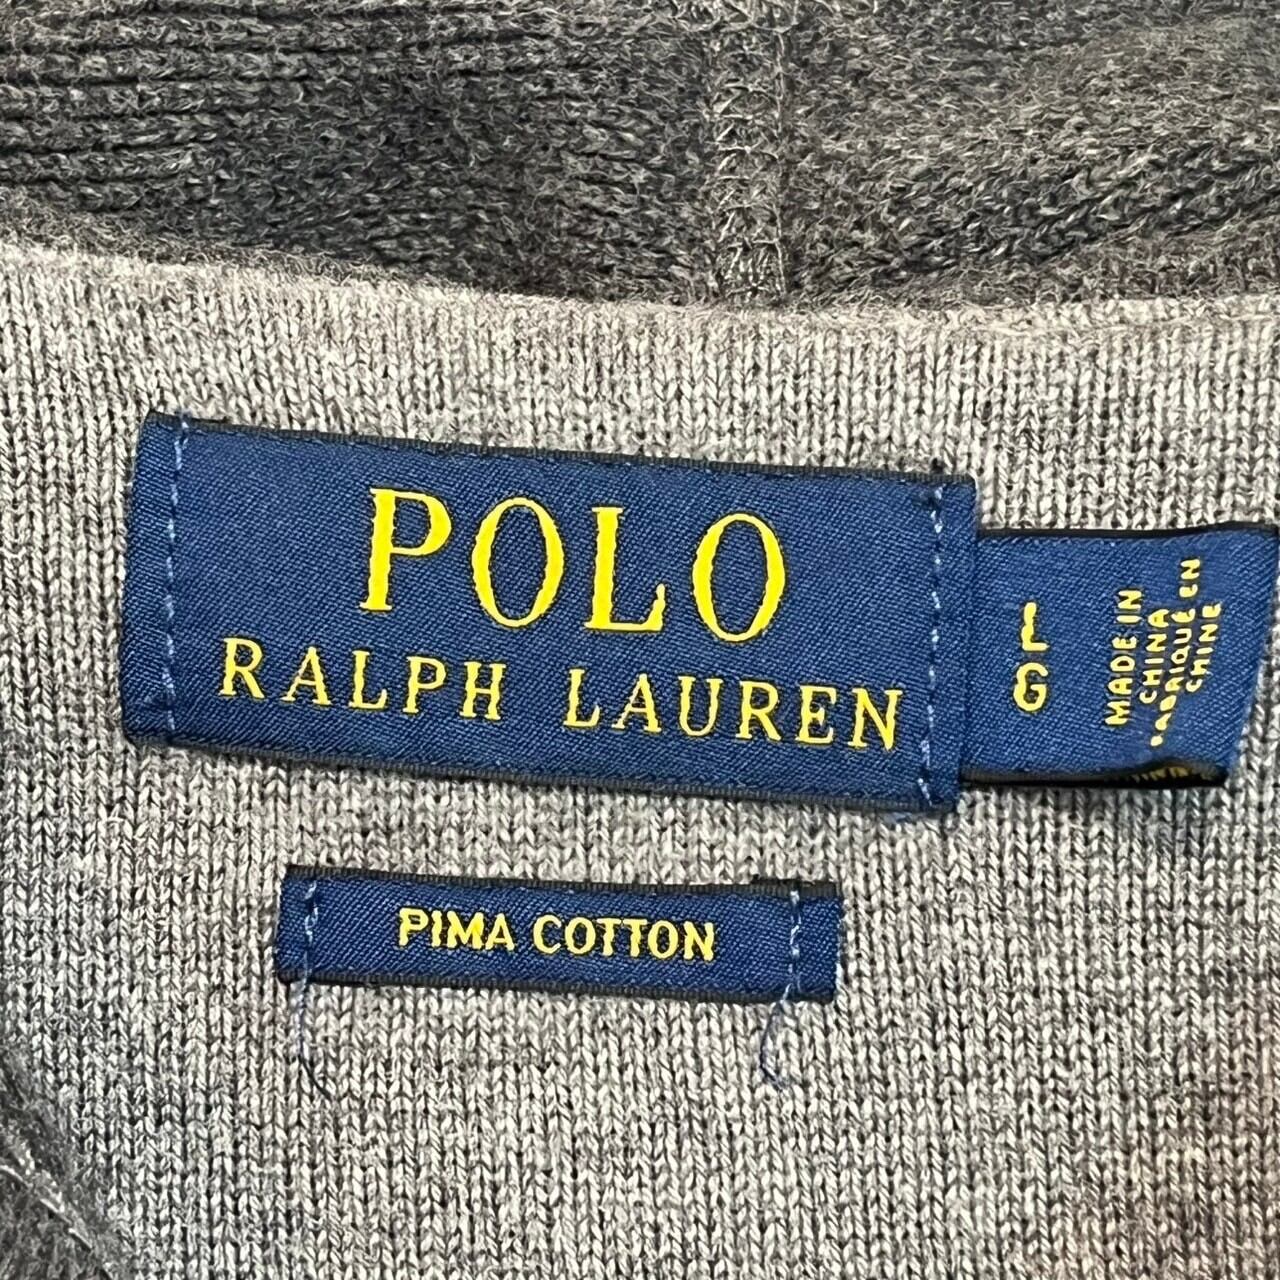 POLO
RALPH LAUREN
L
G
MADE IN
CHINA
FABRIQUÉ EN
CHINE
PIMA COTTON